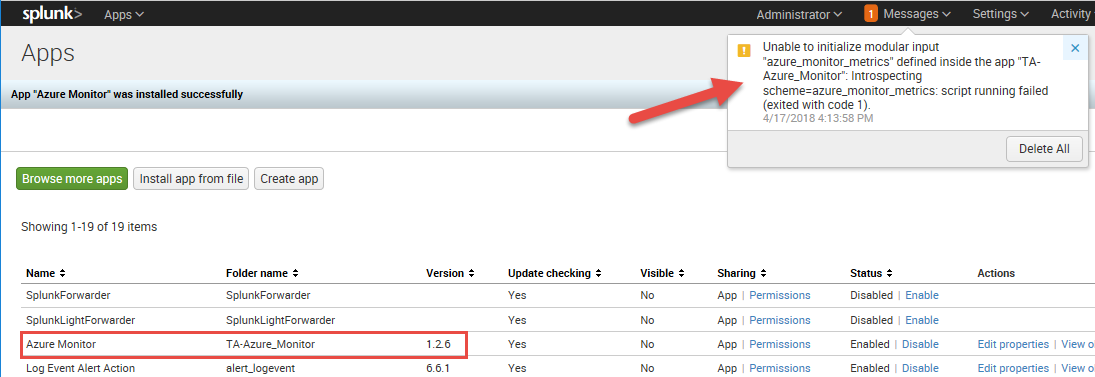 splunk> Apps Administrator 1 Messages Settings Activity
Apps
Unable to initialize modular input
"azure_monitor_metrics" defined inside the app "TA-
Azure_Monitor": Introspecting
scheme=azure_monitor_metrics: script running failed
(exited with code 1).
4/17/2018 4:13:58 PM
Delete All
App "Azure Monitor" was installed successfully
Browse more apps Install app from file Create app
Showing 1-19 of 19 items
Name Folder name Version Update checking Visible Sharing Status Actions
SplunkForwarder SplunkForwarder Yes No App | Permissions Disabled | Enable
SplunkLightForwarder SplunkLightForwarder Yes No App | Permissions Disabled | Enable
Azure Monitor TA-Azure_Monitor 1.2.6 Yes No App | Permissions Enabled | Disable Edit properties | View o
Log Event Alert Action alert_logevent 6.6.1 Yes No App | Permissions Enabled | Disable Edit properties | View o